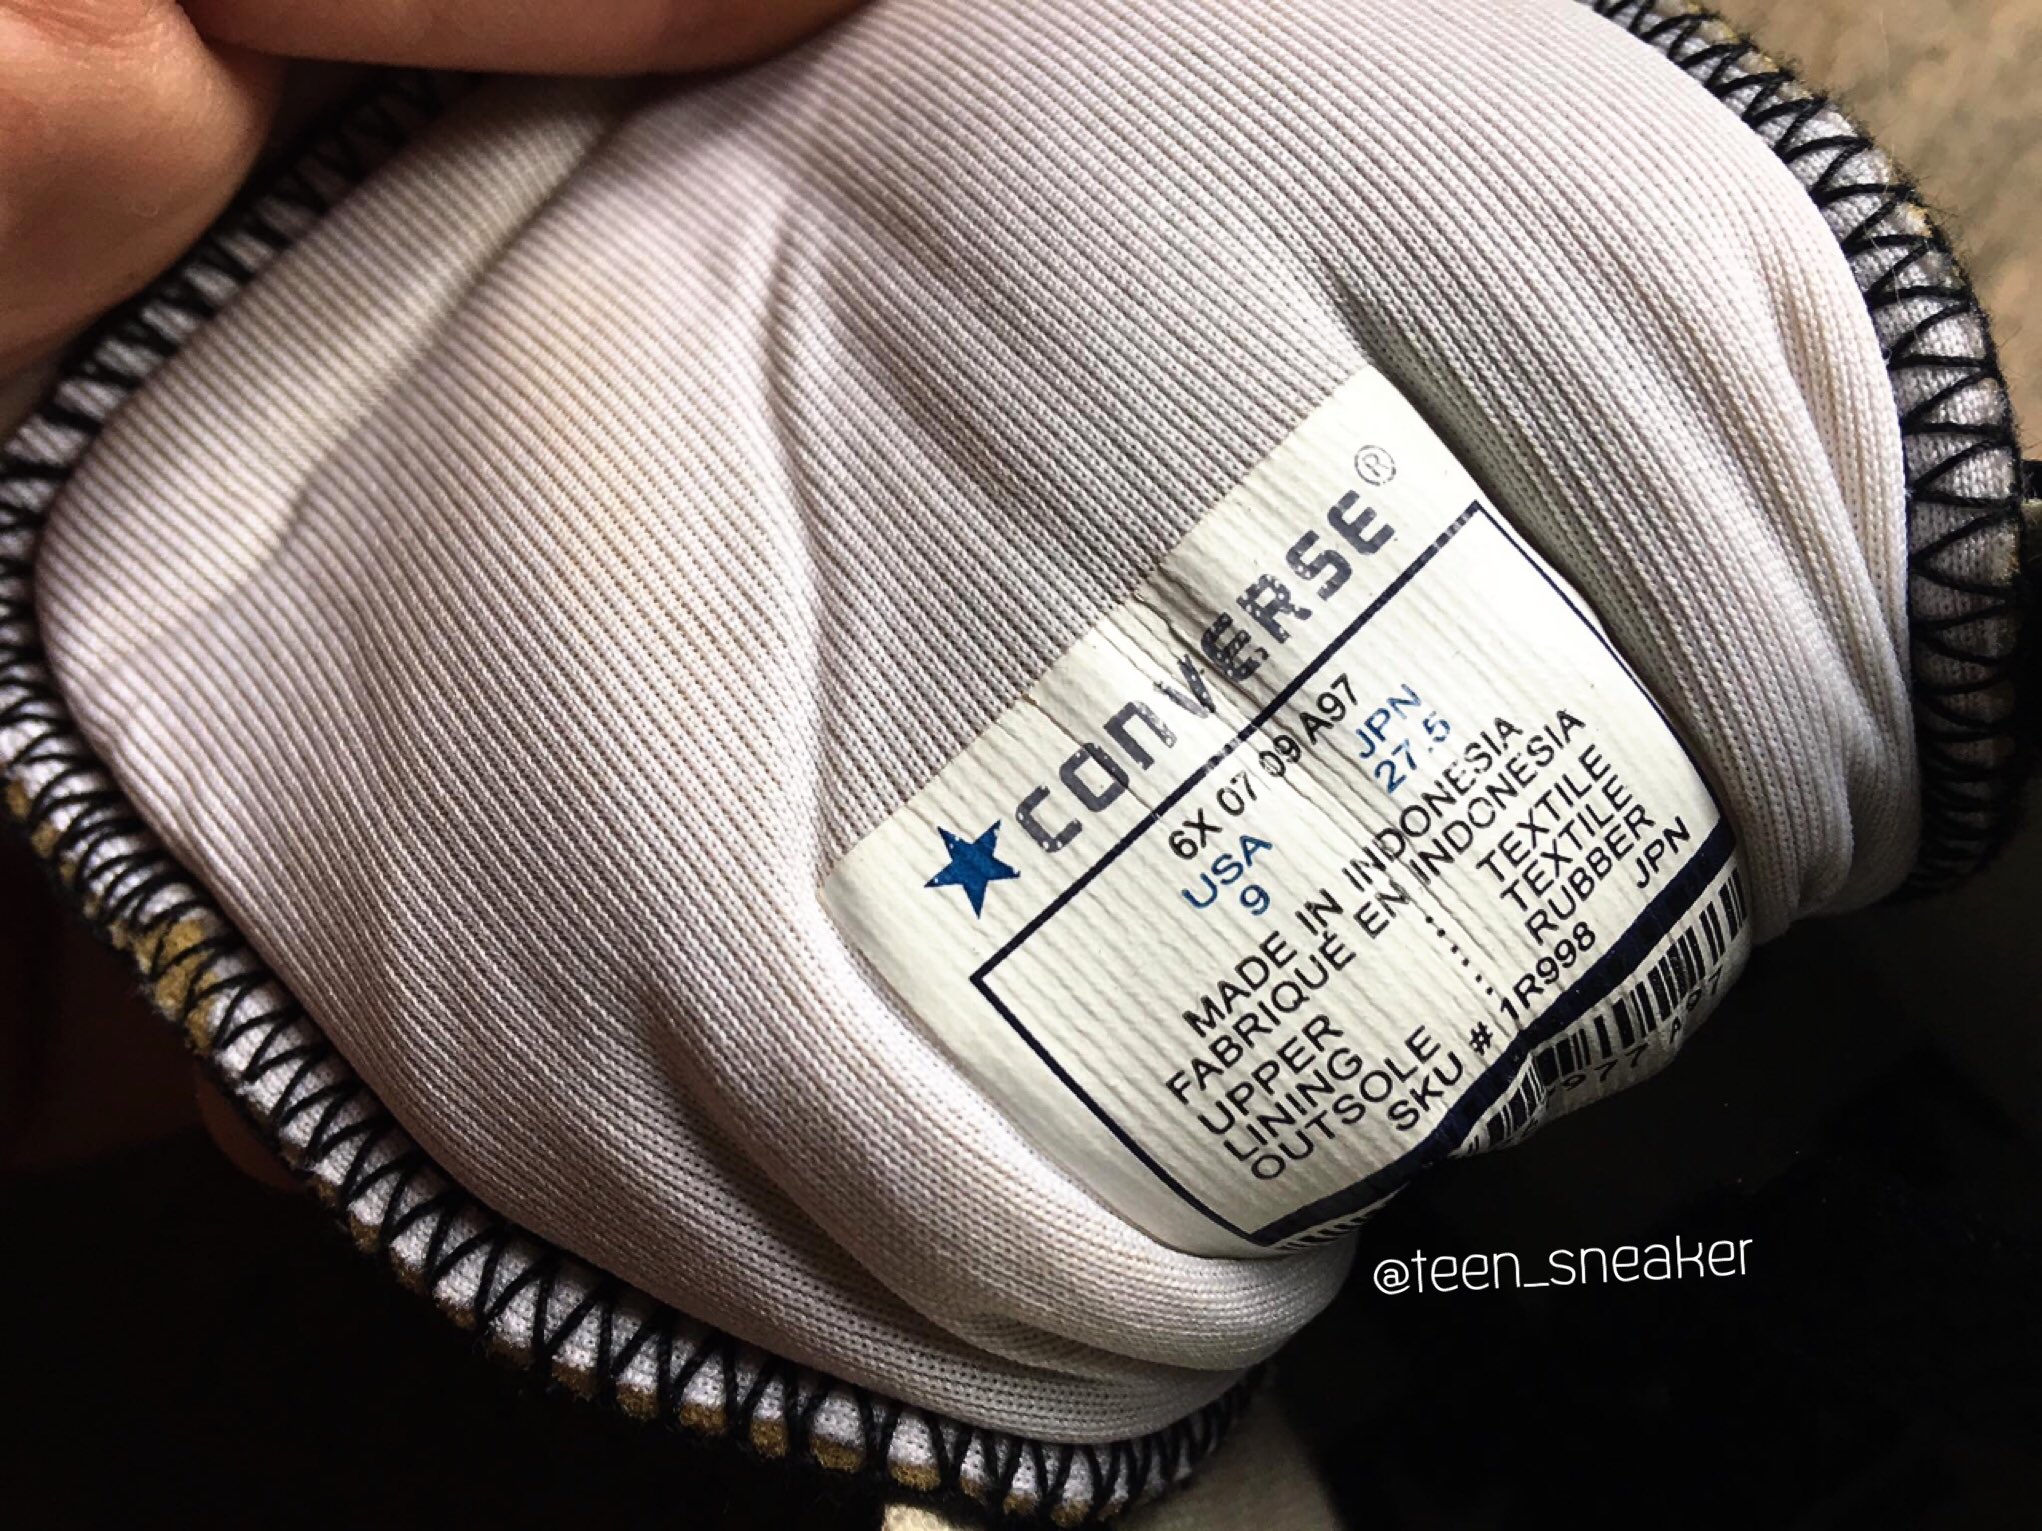 ★CONVERSE®
6X 07 09 A97
USA JPN
9 27.5
MADE IN INDONESIA
FABRIQUÉ EN INDONESIA
UPPER TEXTILE
LINING ..... TEXTILE
OUTSOLE ..... RUBBER
SKU # 1R998 JPN
@teen_sneaker